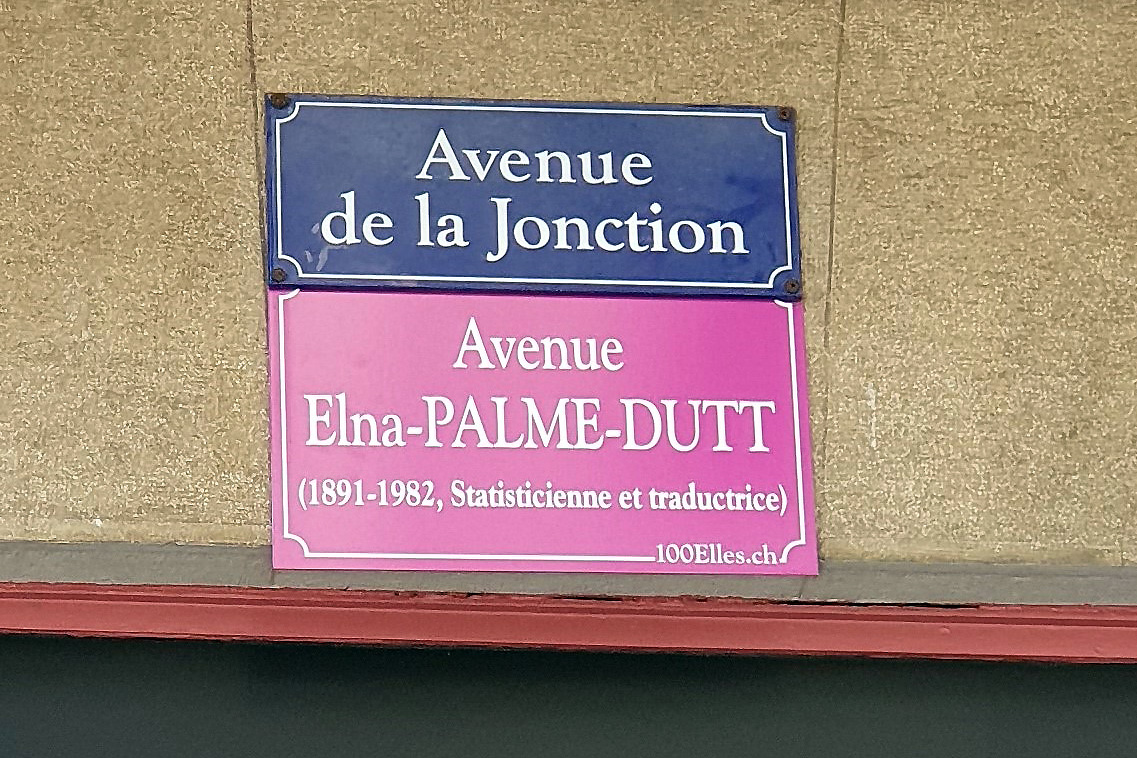 Avenue
de la Jonction
Avenue
Elna-PALME-DUTT
(1891-1982, Statisticienne et traductrice)
100Elles.ch